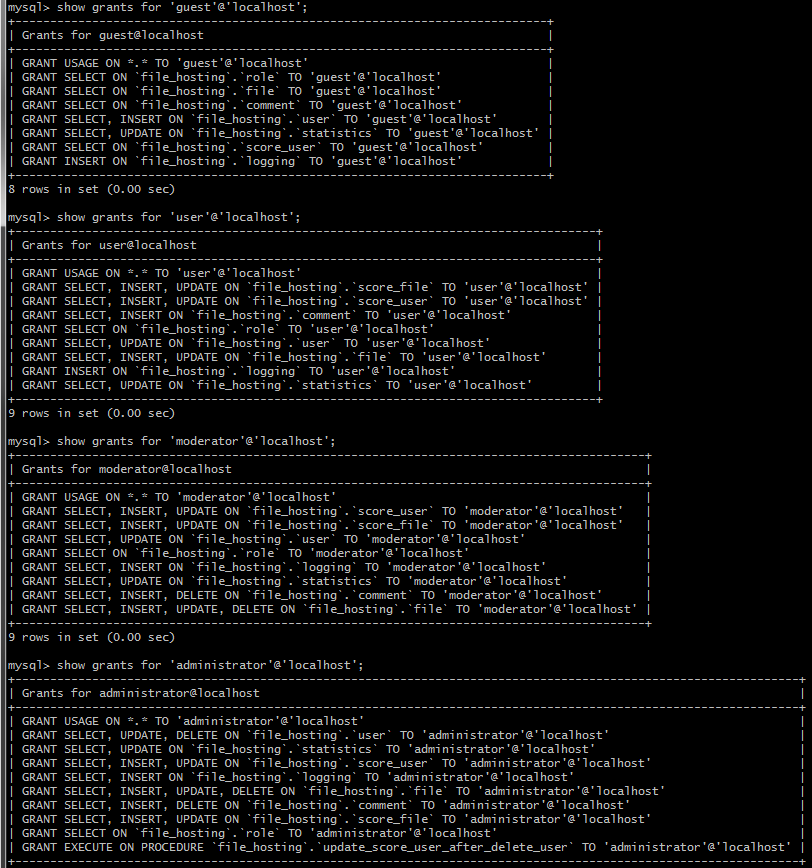 mysql> show grants for 'guest'@'localhost';
+----------------------------------------------------------------------------+
| Grants for guest@localhost                                                 |
+----------------------------------------------------------------------------+
| GRANT USAGE ON *.* TO 'guest'@'localhost'                                  |
| GRANT SELECT ON `file_hosting`.`role` TO 'guest'@'localhost'               |
| GRANT SELECT ON `file_hosting`.`file` TO 'guest'@'localhost'               |
| GRANT SELECT ON `file_hosting`.`comment` TO 'guest'@'localhost'            |
| GRANT SELECT, INSERT ON `file_hosting`.`user` TO 'guest'@'localhost'       |
| GRANT SELECT, UPDATE ON `file_hosting`.`statistics` TO 'guest'@'localhost' |
| GRANT SELECT ON `file_hosting`.`score_user` TO 'guest'@'localhost'         |
| GRANT INSERT ON `file_hosting`.`logging` TO 'guest'@'localhost'            |
+----------------------------------------------------------------------------+
8 rows in set (0.00 sec)
mysql> show grants for 'user'@'localhost';
+-----------------------------------------------------------------------------------+
| Grants for user@localhost                                                         |
+-----------------------------------------------------------------------------------+
| GRANT USAGE ON *.* TO 'user'@'localhost'                                          |
| GRANT SELECT, INSERT, UPDATE ON `file_hosting`.`score_file` TO 'user'@'localhost' |
| GRANT SELECT, INSERT, UPDATE ON `file_hosting`.`score_user` TO 'user'@'localhost' |
| GRANT SELECT, INSERT ON `file_hosting`.`comment` TO 'user'@'localhost'            |
| GRANT SELECT ON `file_hosting`.`role` TO 'user'@'localhost'                       |
| GRANT SELECT, UPDATE ON `file_hosting`.`user` TO 'user'@'localhost'               |
| GRANT SELECT, INSERT, UPDATE ON `file_hosting`.`file` TO 'user'@'localhost'       |
| GRANT INSERT ON `file_hosting`.`logging` TO 'user'@'localhost'                    |
| GRANT SELECT, UPDATE ON `file_hosting`.`statistics` TO 'user'@'localhost'         |
+-----------------------------------------------------------------------------------+
9 rows in set (0.00 sec)
mysql> show grants for 'moderator'@'localhost';
+------------------------------------------------------------------------------------------+
| Grants for moderator@localhost                                                           |
+------------------------------------------------------------------------------------------+
| GRANT USAGE ON *.* TO 'moderator'@'localhost'                                            |
| GRANT SELECT, INSERT, UPDATE ON `file_hosting`.`score_user` TO 'moderator'@'localhost'   |
| GRANT SELECT, INSERT, UPDATE ON `file_hosting`.`score_file` TO 'moderator'@'localhost'   |
| GRANT SELECT, UPDATE ON `file_hosting`.`user` TO 'moderator'@'localhost'                 |
| GRANT SELECT ON `file_hosting`.`role` TO 'moderator'@'localhost'                         |
| GRANT SELECT, INSERT ON `file_hosting`.`logging` TO 'moderator'@'localhost'              |
| GRANT SELECT, UPDATE ON `file_hosting`.`statistics` TO 'moderator'@'localhost'           |
| GRANT SELECT, INSERT, DELETE ON `file_hosting`.`comment` TO 'moderator'@'localhost'      |
| GRANT SELECT, INSERT, UPDATE, DELETE ON `file_hosting`.`file` TO 'moderator'@'localhost' |
+------------------------------------------------------------------------------------------+
9 rows in set (0.00 sec)
mysql> show grants for 'administrator'@'localhost';
+----------------------------------------------------------------------------------------------------------------+
| Grants for administrator@localhost                                                                             |
+----------------------------------------------------------------------------------------------------------------+
| GRANT USAGE ON *.* TO 'administrator'@'localhost'                                                              |
| GRANT SELECT, UPDATE, DELETE ON `file_hosting`.`user` TO 'administrator'@'localhost'                           |
| GRANT SELECT, UPDATE ON `file_hosting`.`statistics` TO 'administrator'@'localhost'                             |
| GRANT SELECT, INSERT, UPDATE ON `file_hosting`.`score_user` TO 'administrator'@'localhost'                     |
| GRANT SELECT, INSERT ON `file_hosting`.`logging` TO 'administrator'@'localhost'                                |
| GRANT SELECT, INSERT, UPDATE, DELETE ON `file_hosting`.`file` TO 'administrator'@'localhost'                   |
| GRANT SELECT, INSERT, DELETE ON `file_hosting`.`comment` TO 'administrator'@'localhost'                        |
| GRANT SELECT, INSERT, UPDATE ON `file_hosting`.`score_file` TO 'administrator'@'localhost'                     |
| GRANT SELECT ON `file_hosting`.`role` TO 'administrator'@'localhost'                                           |
| GRANT EXECUTE ON PROCEDURE `file_hosting`.`update_score_user_after_delete_user` TO 'administrator'@'localhost' |
+----------------------------------------------------------------------------------------------------------------+